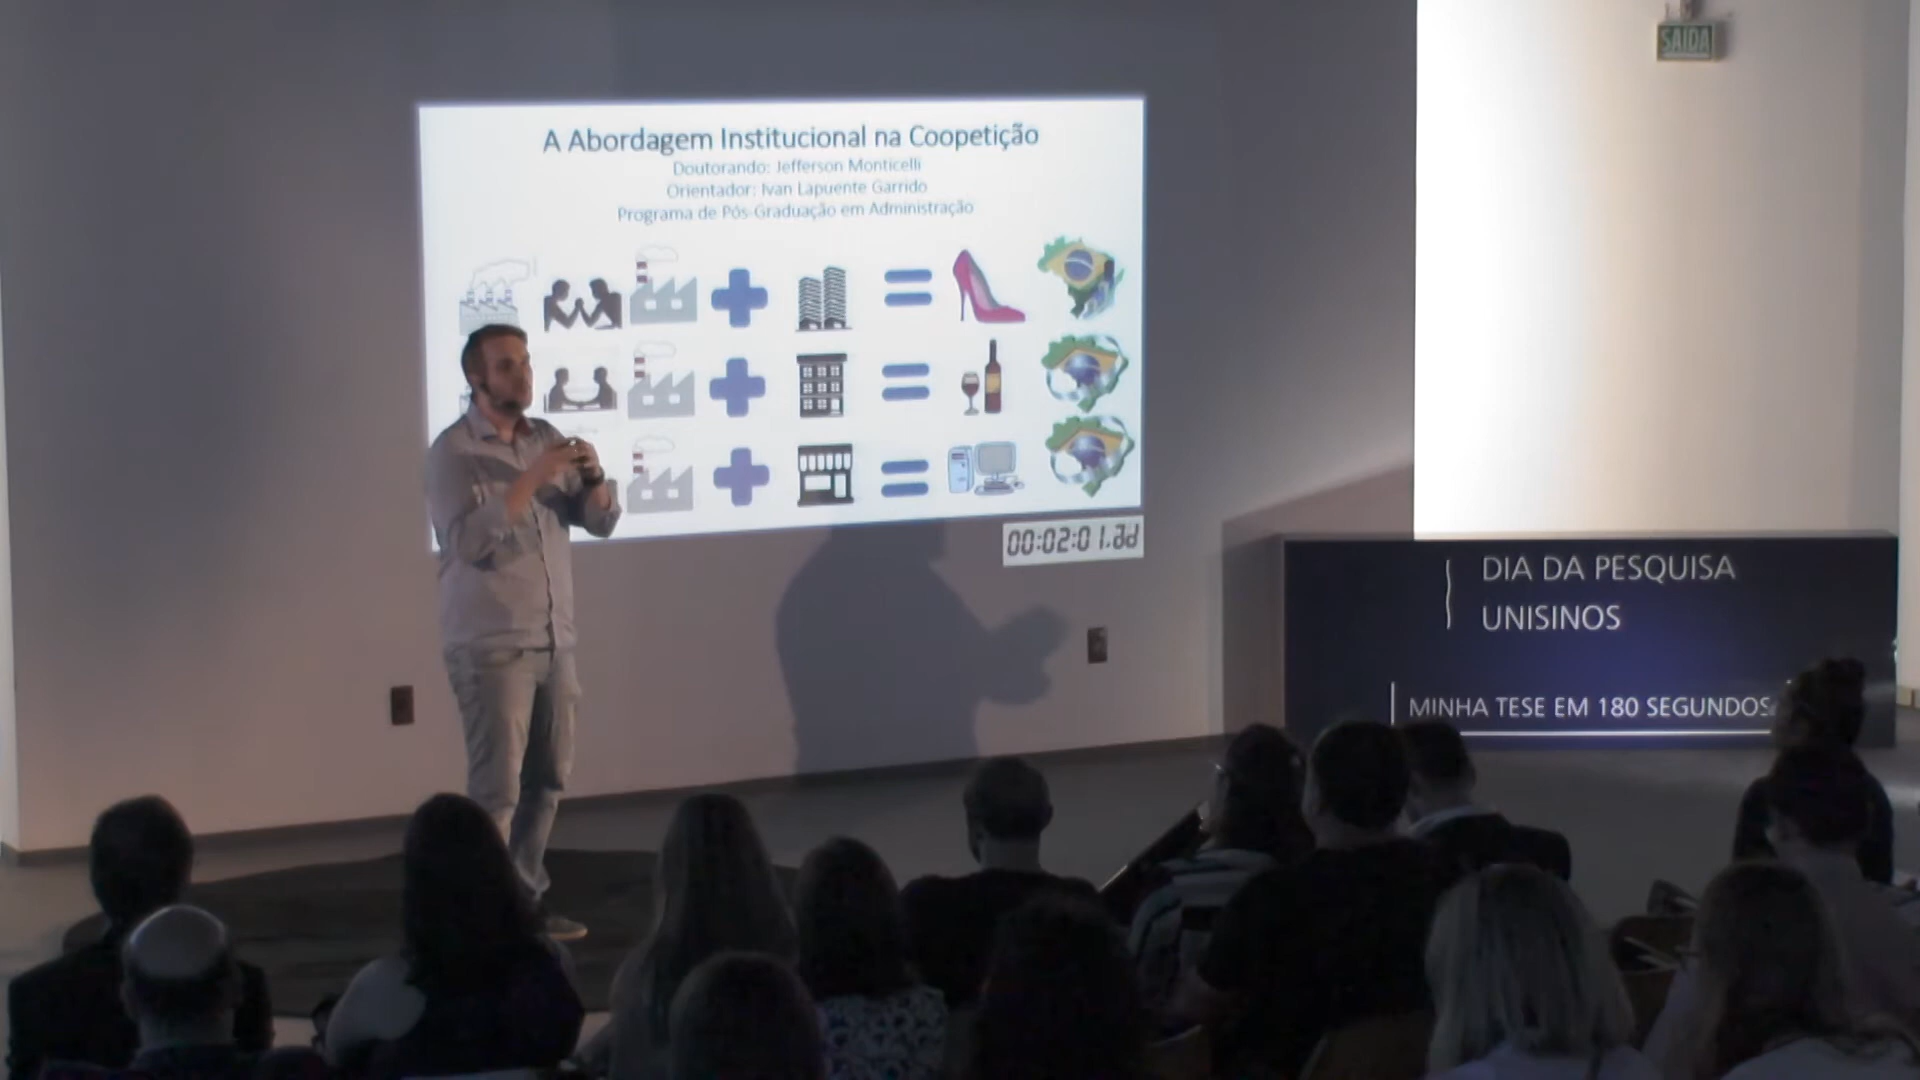 SAÍDA
A Abordagem Institucional na Coopetição
Doutorando: Jefferson Monticelli
Orientador: Ivan Lapuente Garrido
Programa de Pós-Graduação em Administração
DIA DA PESQUISA
UNISINOS
MINHA TESE EM 180 SEGUNDOS